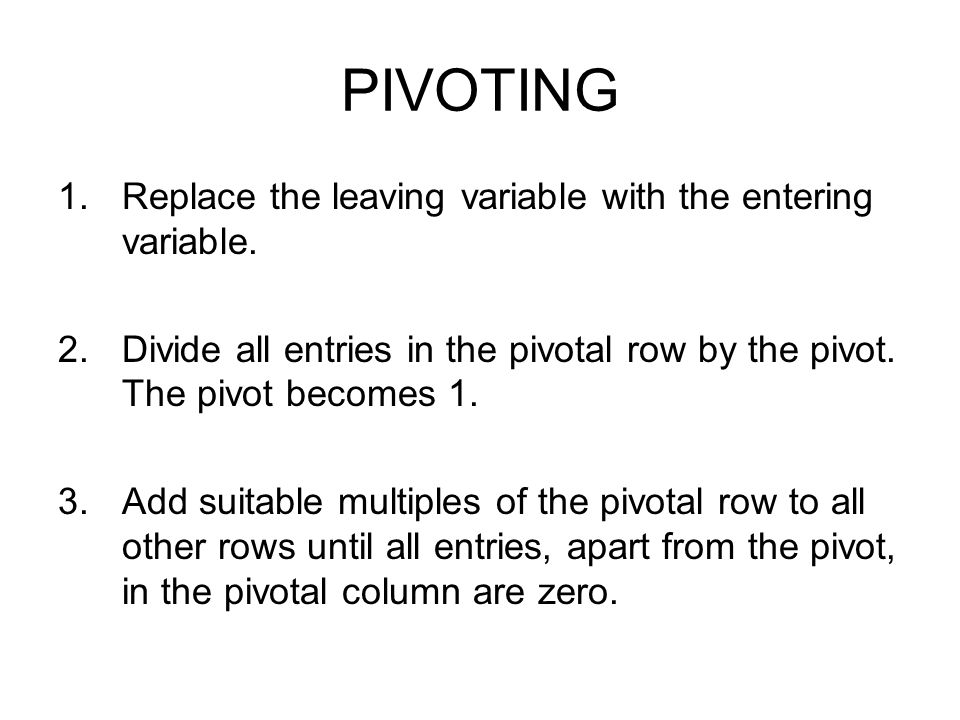 PIVOTING
1. Replace the leaving variable with the entering
variable.
2. Divide all entries in the pivotal row by the pivot.
The pivot becomes 1.
3. Add suitable multiples of the pivotal row to all
other rows until all entries, apart from the pivot,
in the pivotal column are zero.